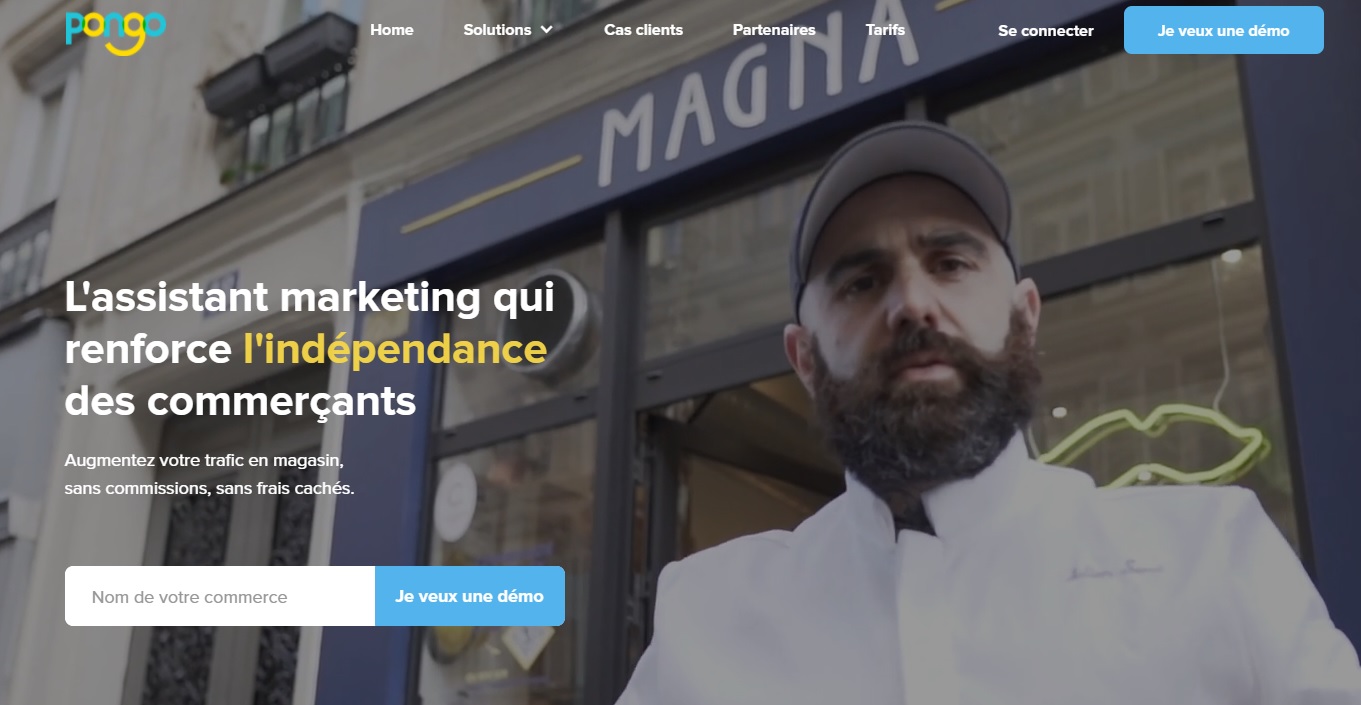 pongo
Home
Solutions
Cas clients
Partenaires
Tarifs
Se connecter
Je veux une démo
MAGNA
L'assistant marketing qui
renforce l'indépendance
des commerçants
Augmentez votre trafic en magasin,
sans commissions, sans frais cachés.
Nom de votre commerce
Je veux une démo